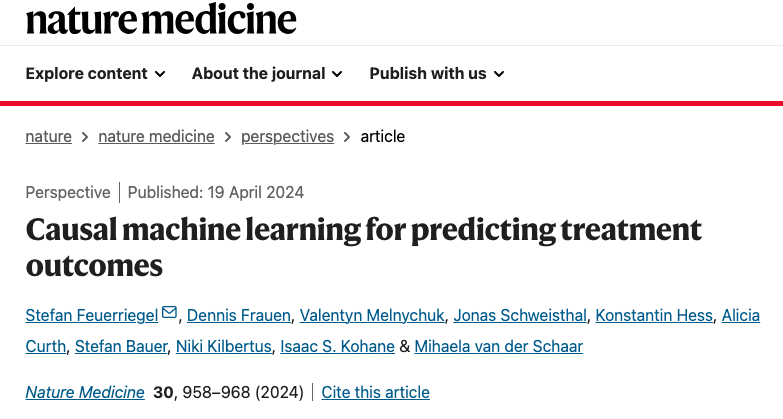 nature medicine
Explore content About the journal Publish with us
nature > nature medicine > perspectives > article
Perspective | Published: 19 April 2024
Causal machine learning for predicting treatment
outcomes
Stefan Feuerriegel, Dennis Frauen, Valentyn Melnychuk, Jonas Schweisthal, Konstantin Hess, Alicia
Curth, Stefan Bauer, Niki Kilbertus, Isaac S. Kohane & Mihaela van der Schaar
Nature Medicine 30, 958–968 (2024) | Cite this article